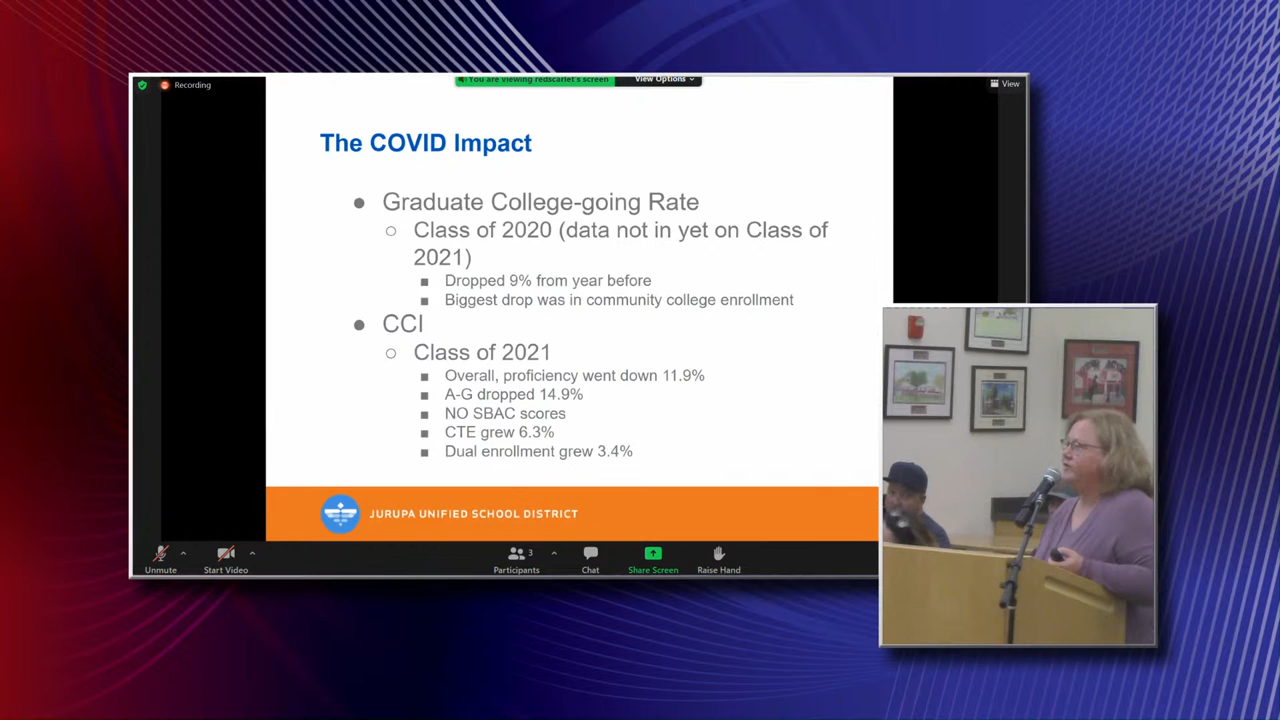 Recording
You are viewing redscarlet's screen
View Options
View
The COVID Impact
● Graduate College-going Rate
○ Class of 2020 (data not in yet on Class of
2021)
■ Dropped 9% from year before
■ Biggest drop was in community college enrollment
● CCI
○ Class of 2021
■ Overall, proficiency went down 11.9%
■ A-G dropped 14.9%
■ NO SBAC scores
■ CTE grew 6.3%
■ Dual enrollment grew 3.4%
JURUPA UNIFIED SCHOOL DISTRICT
Unmute
Start Video
3
Participants
Chat
Share Screen
Raise Hand